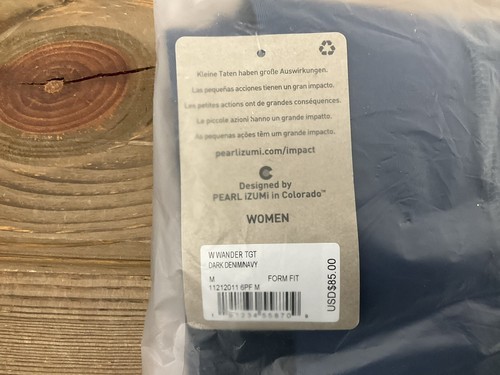 Kleine Taten haben große Auswirkungen.
Las pequeñas acciones tienen un gran impacto.
Les petites actions ont de grandes conséquences.
Le piccole azioni hanno un grande impatto.
As pequenas ações têm um grande impacto.
pearlizumi.com/impact
Designed by
PEARL iZUMi in Colorado™
WOMEN
W WANDER TGT
DARK DENIM/NAVY
M FORM FIT
11212011 6PF M
USD$85.00